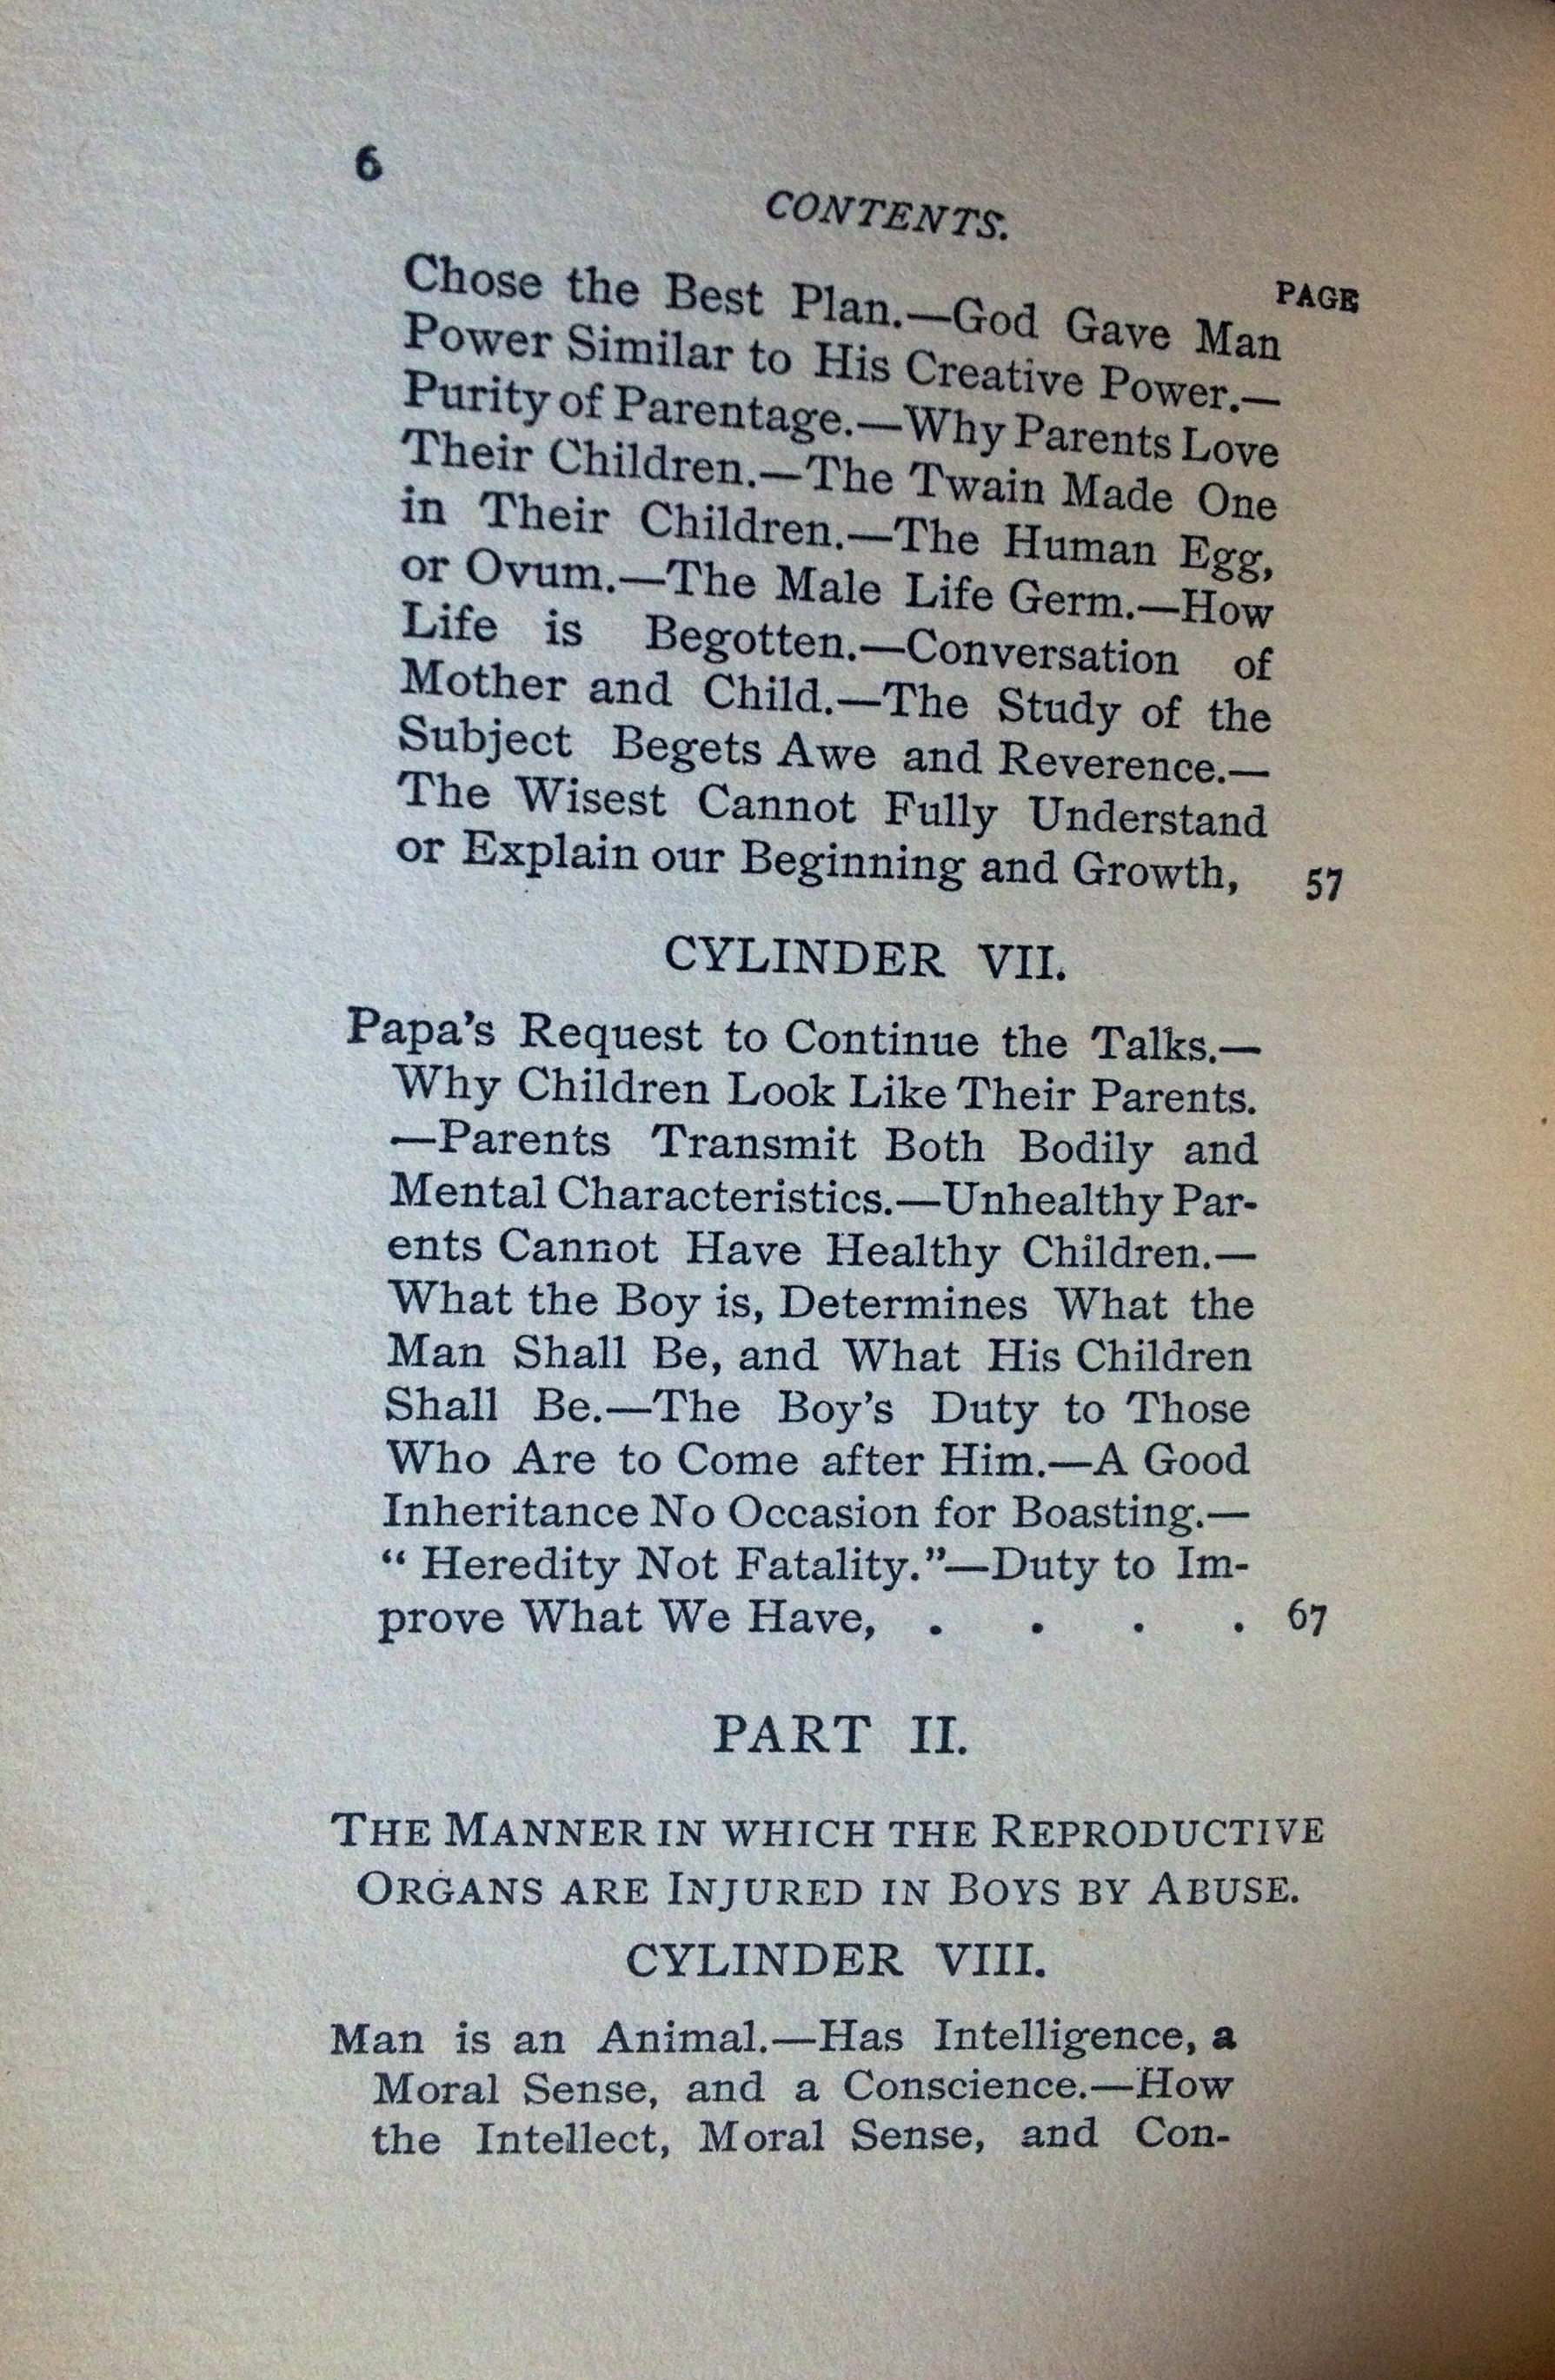 6
CONTENTS.
PAGE
Chose the Best Plan.—God Gave Man
Power Similar to His Creative Power.—
Purity of Parentage.—Why Parents Love
Their Children.—The Twain Made One
in Their Children.—The Human Egg,
or Ovum.—The Male Life Germ.—How
Life is Begotten.—Conversation of
Mother and Child.—The Study of the
Subject Begets Awe and Reverence.—
The Wisest Cannot Fully Understand
or Explain our Beginning and Growth, 57
CYLINDER VII.
Papa's Request to Continue the Talks.—
Why Children Look Like Their Parents.
—Parents Transmit Both Bodily and
Mental Characteristics.—Unhealthy Par-
ents Cannot Have Healthy Children.—
What the Boy is, Determines What the
Man Shall Be, and What His Children
Shall Be.—The Boy's Duty to Those
Who Are to Come after Him.—A Good
Inheritance No Occasion for Boasting.—
“ Heredity Not Fatality.”—Duty to Im-
prove What We Have, . . . . 67
PART II.
THE MANNER IN WHICH THE REPRODUCTIVE
ORGANS ARE INJURED IN BOYS BY ABUSE.
CYLINDER VIII.
Man is an Animal.—Has Intelligence, a
Moral Sense, and a Conscience.—How
the Intellect, Moral Sense, and Con-